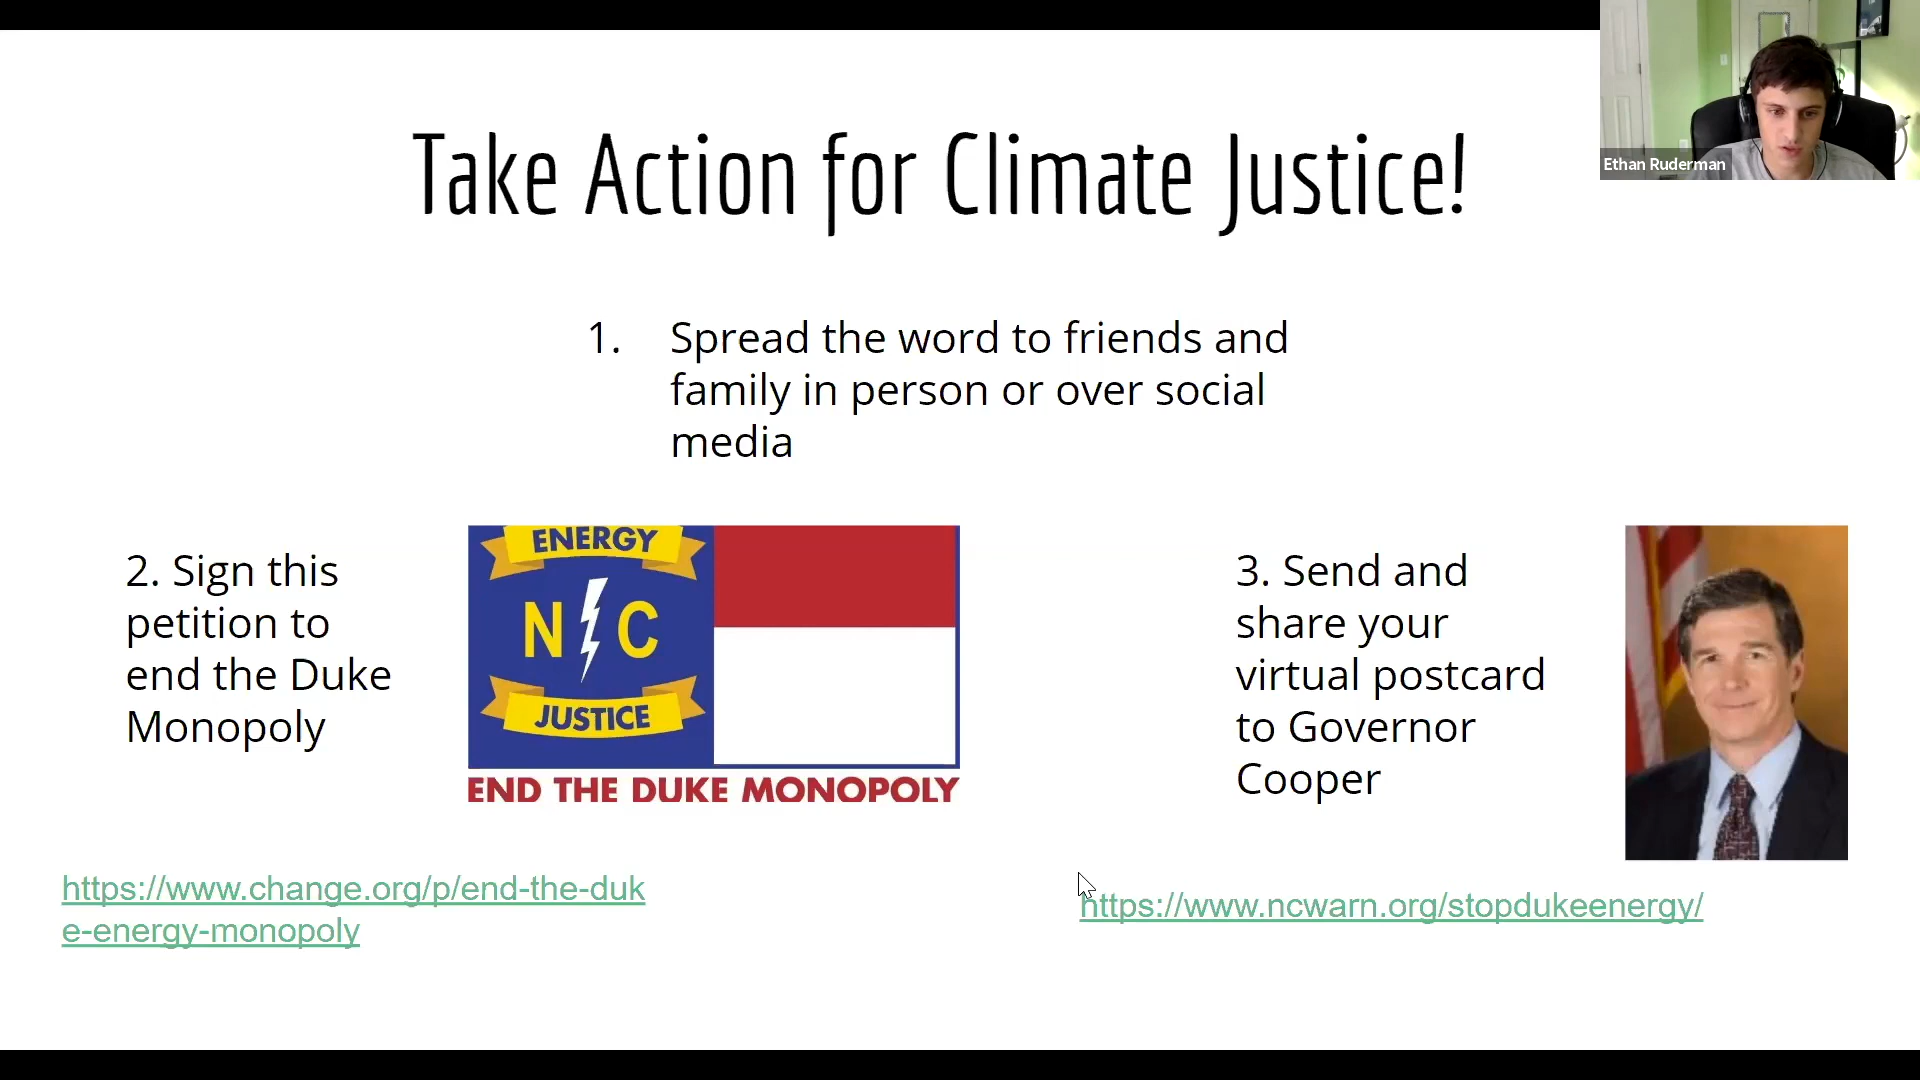 Ethan Ruderman
Take Action for Climate Justice!
1. Spread the word to friends and
family in person or over social
media
2. Sign this
petition to
end the Duke
Monopoly
ENERGY
N C
JUSTICE
END THE DUKE MONOPOLY
3. Send and
share your
virtual postcard
to Governor
Cooper
https://www.change.org/p/end-the-duk
e-energy-monopoly
https://www.ncwarn.org/stopdukeenergy/